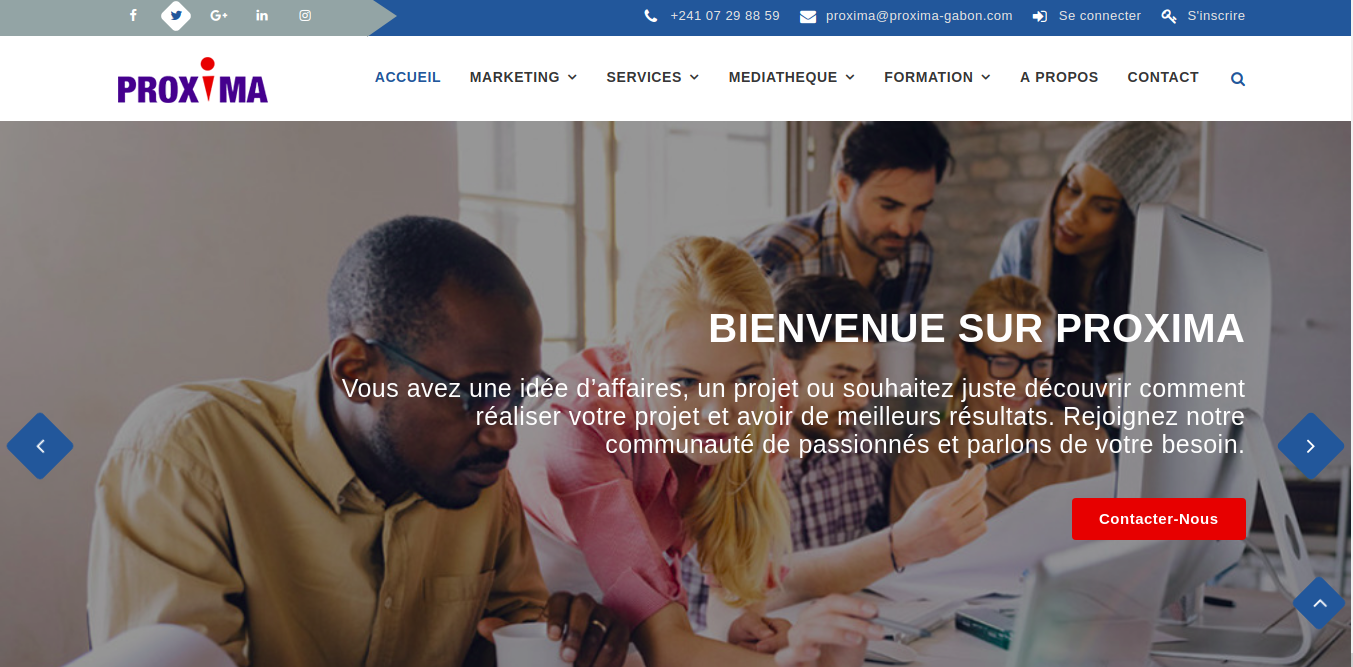 +241 07 29 88 59 proxima@proxima-gabon.com Se connecter S'inscrire
PROXIMA
ACCUEIL MARKETING SERVICES MEDIATHEQUE FORMATION A PROPOS CONTACT
BIENVENUE SUR PROXIMA
Vous avez une idée d’affaires, un projet ou souhaitez juste découvrir comment
réaliser votre projet et avoir de meilleurs résultats. Rejoignez notre
communauté de passionnés et parlons de votre besoin.
Contacter-Nous